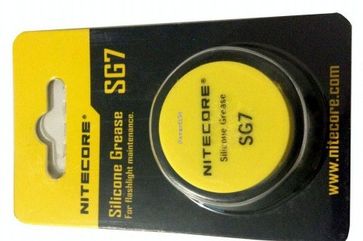 NITECORE®
Silicone Grease
For flashlight maintenance.
SG7
NITECORE®
Silicone Grease
SG7
www.nitecore.com